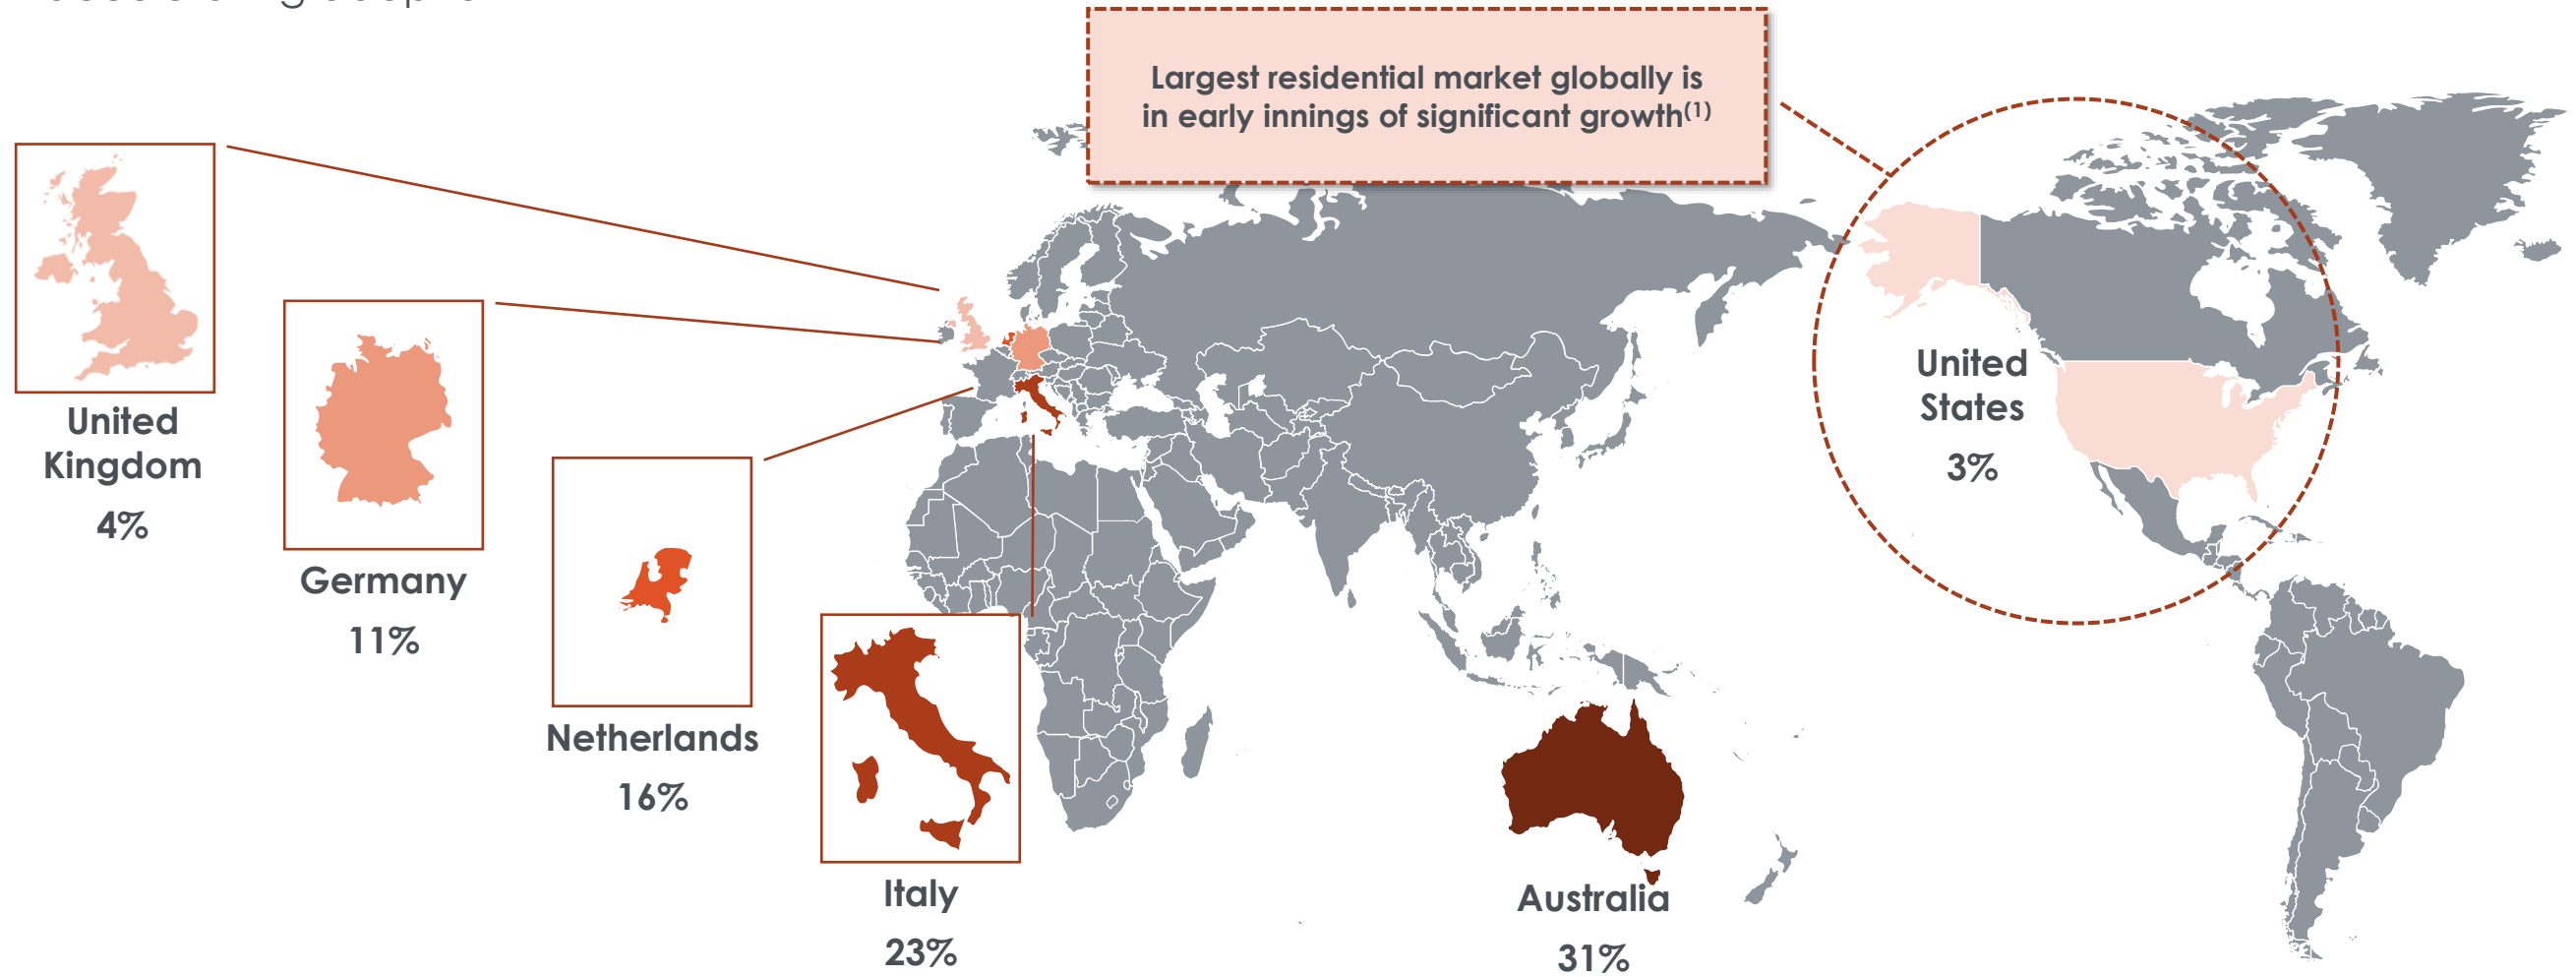 Largest residential market globally is
in early innings of significant growth(1)
United
Kingdom
4%
Germany
11%
Netherlands
16%
Italy
23%
Australia
31%
United
States
3%